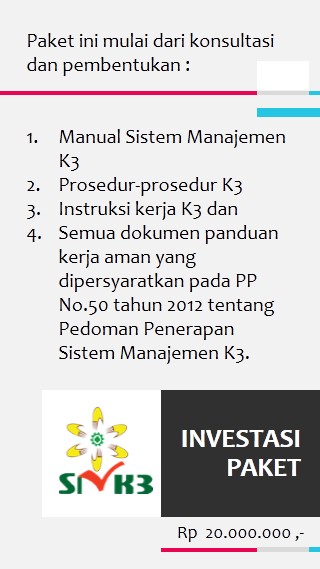 Paket ini mulai dari konsultasi
dan pembentukan :
1. Manual Sistem Manajemen
K3
2. Prosedur-prosedur K3
3. Instruksi kerja K3 dan
4. Semua dokumen panduan
kerja aman yang
dipersyaratkan pada PP
No.50 tahun 2012 tentang
Pedoman Penerapan
Sistem Manajemen K3.
INVESTASI
PAKET
Rp 20.000.000 ,-